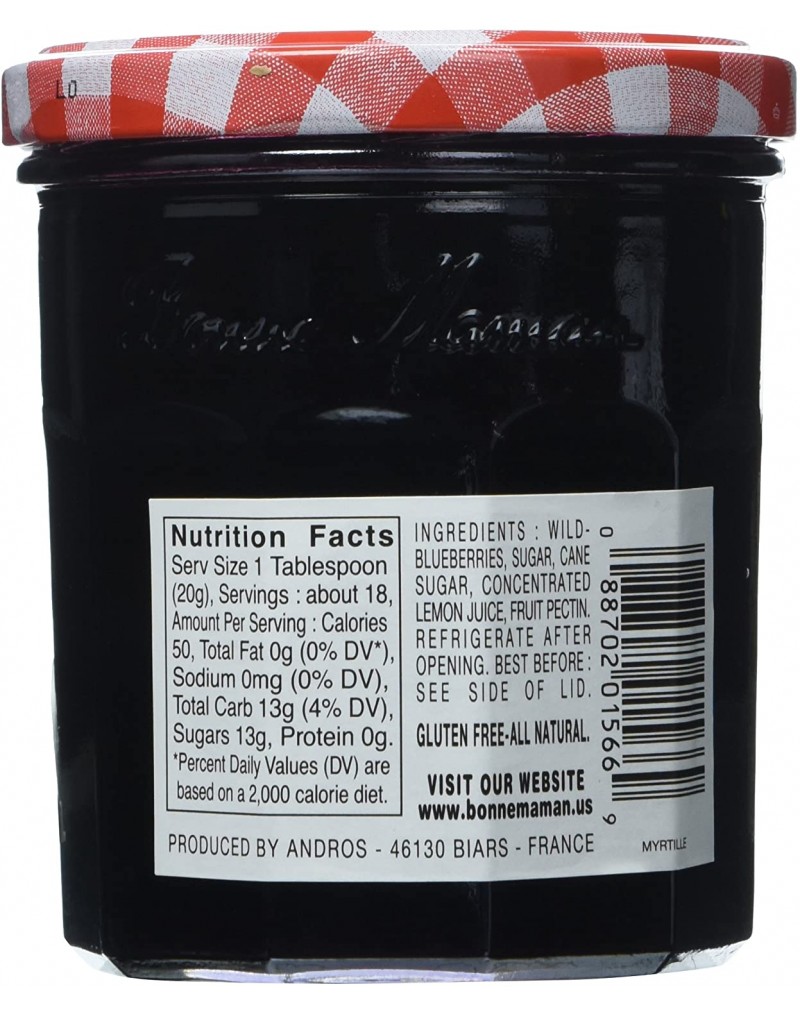 LO
Bonne Maman
Nutrition Facts
Serv Size 1 Tablespoon
(20g), Servings : about 18,
Amount Per Serving : Calories
50, Total Fat 0g (0% DV*),
Sodium 0mg (0% DV),
Total Carb 13g (4% DV),
Sugars 13g, Protein 0g.
*Percent Daily Values (DV) are
based on a 2,000 calorie diet.
INGREDIENTS : WILD-
BLUEBERRIES, SUGAR, CANE
SUGAR, CONCENTRATED
LEMON JUICE, FRUIT PECTIN.
REFRIGERATE AFTER
OPENING. BEST BEFORE :
SEE SIDE OF LID.
GLUTEN FREE-ALL NATURAL.
VISIT OUR WEBSITE
www.bonnemaman.us
0 88702 01566 9
PRODUCED BY ANDROS - 46130 BIARS - FRANCE
MYRTILLE